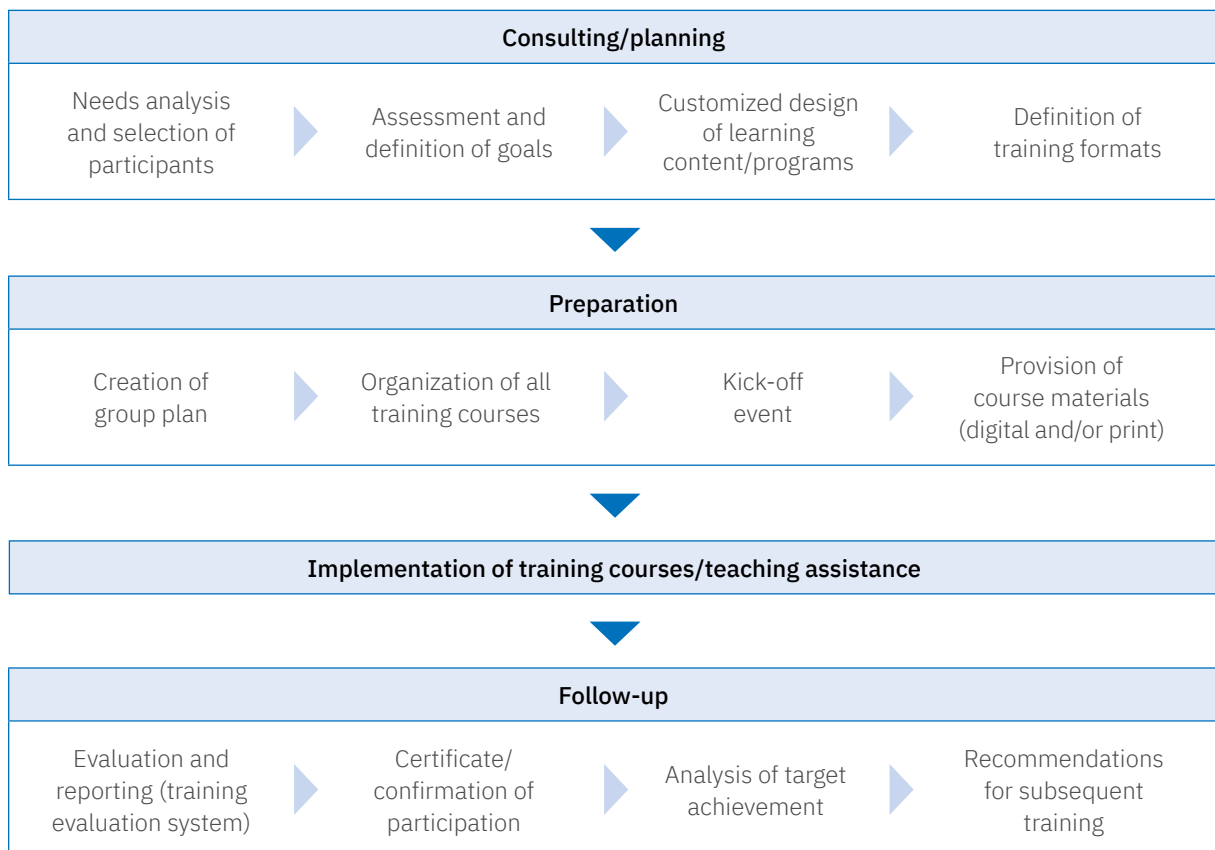 Consulting/planning
Needs analysis
and selection of
participants
Assessment and
definition of goals
Customized design
of learning
content/programs
Definition of
training formats
Preparation
Creation of
group plan
Organization of all
training courses
Kick-off
event
Provision of
course materials
(digital and/or print)
Implementation of training courses/teaching assistance
Follow-up
Evaluation and
reporting (training
evaluation system)
Certificate/
confirmation of
participation
Analysis of target
achievement
Recommendations
for subsequent
training